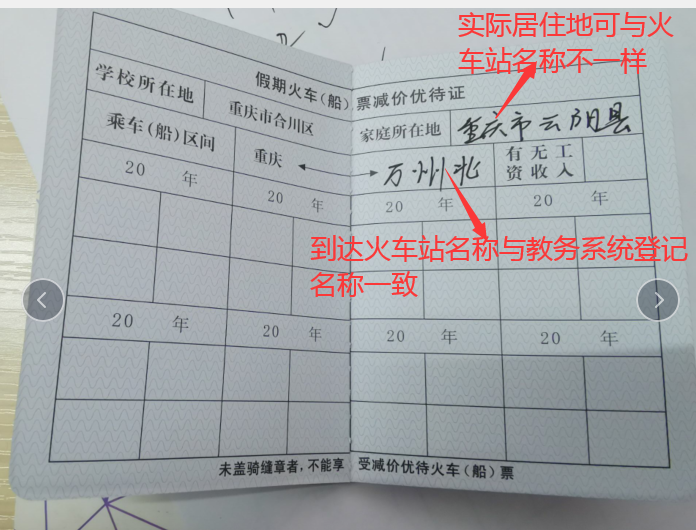 实际居住地可与火
车站名称不一样
假期火车(船)票减价优待证
学校所在地 重庆市合川区 家庭所在地 重庆市云阳县
乘车(船)区间 重庆 万州北 有无工
资收入
20 年 20 年 20 年 20 年
到达火车站名称与教务系统登记
名称一致
20 年 20 年 20 年 20 年
未盖骑缝章者,不能享受减价优待火车(船)票